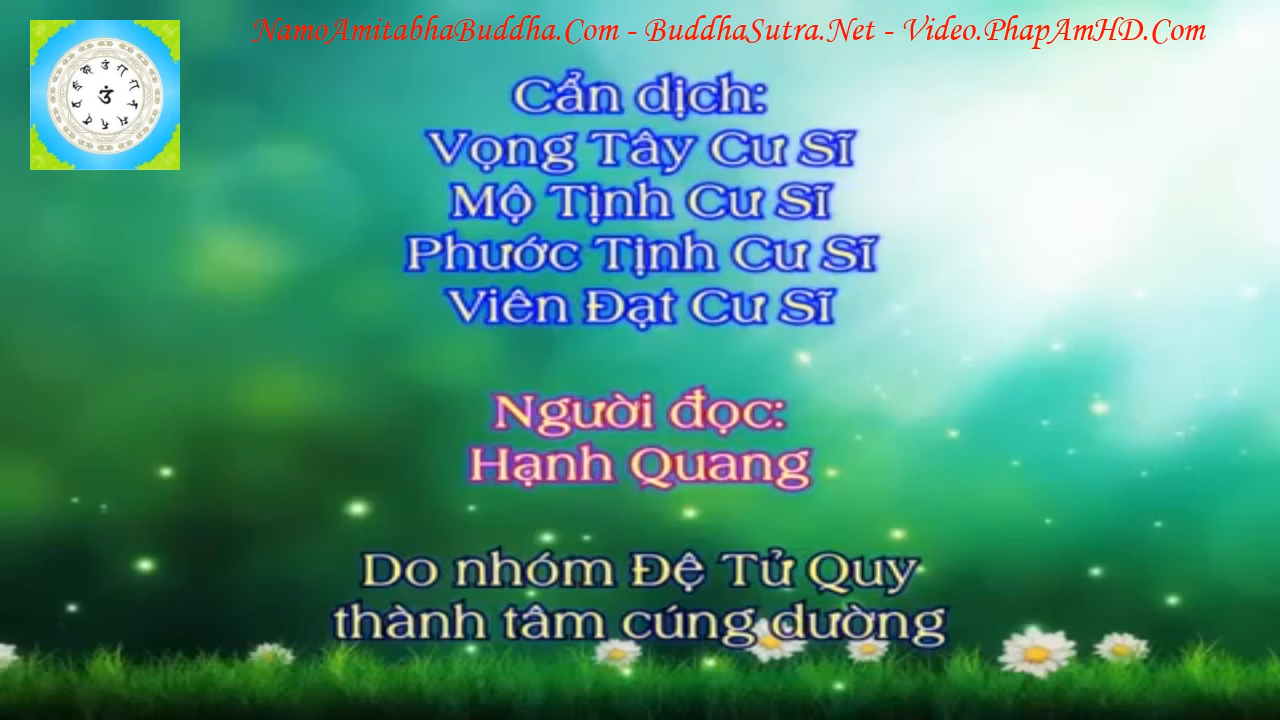 NamoAmitabhaBuddha.Com - BuddhaSutra.Net - Video.PhapAmHD.Com
Cẩn dịch:
Vọng Tây Cư Sĩ
Mộ Tịnh Cư Sĩ
Phước Tịnh Cư Sĩ
Viên Đạt Cư Sĩ
Người đọc:
Hạnh Quang
Do nhóm Đệ Tử Quy
thành tâm cúng dường